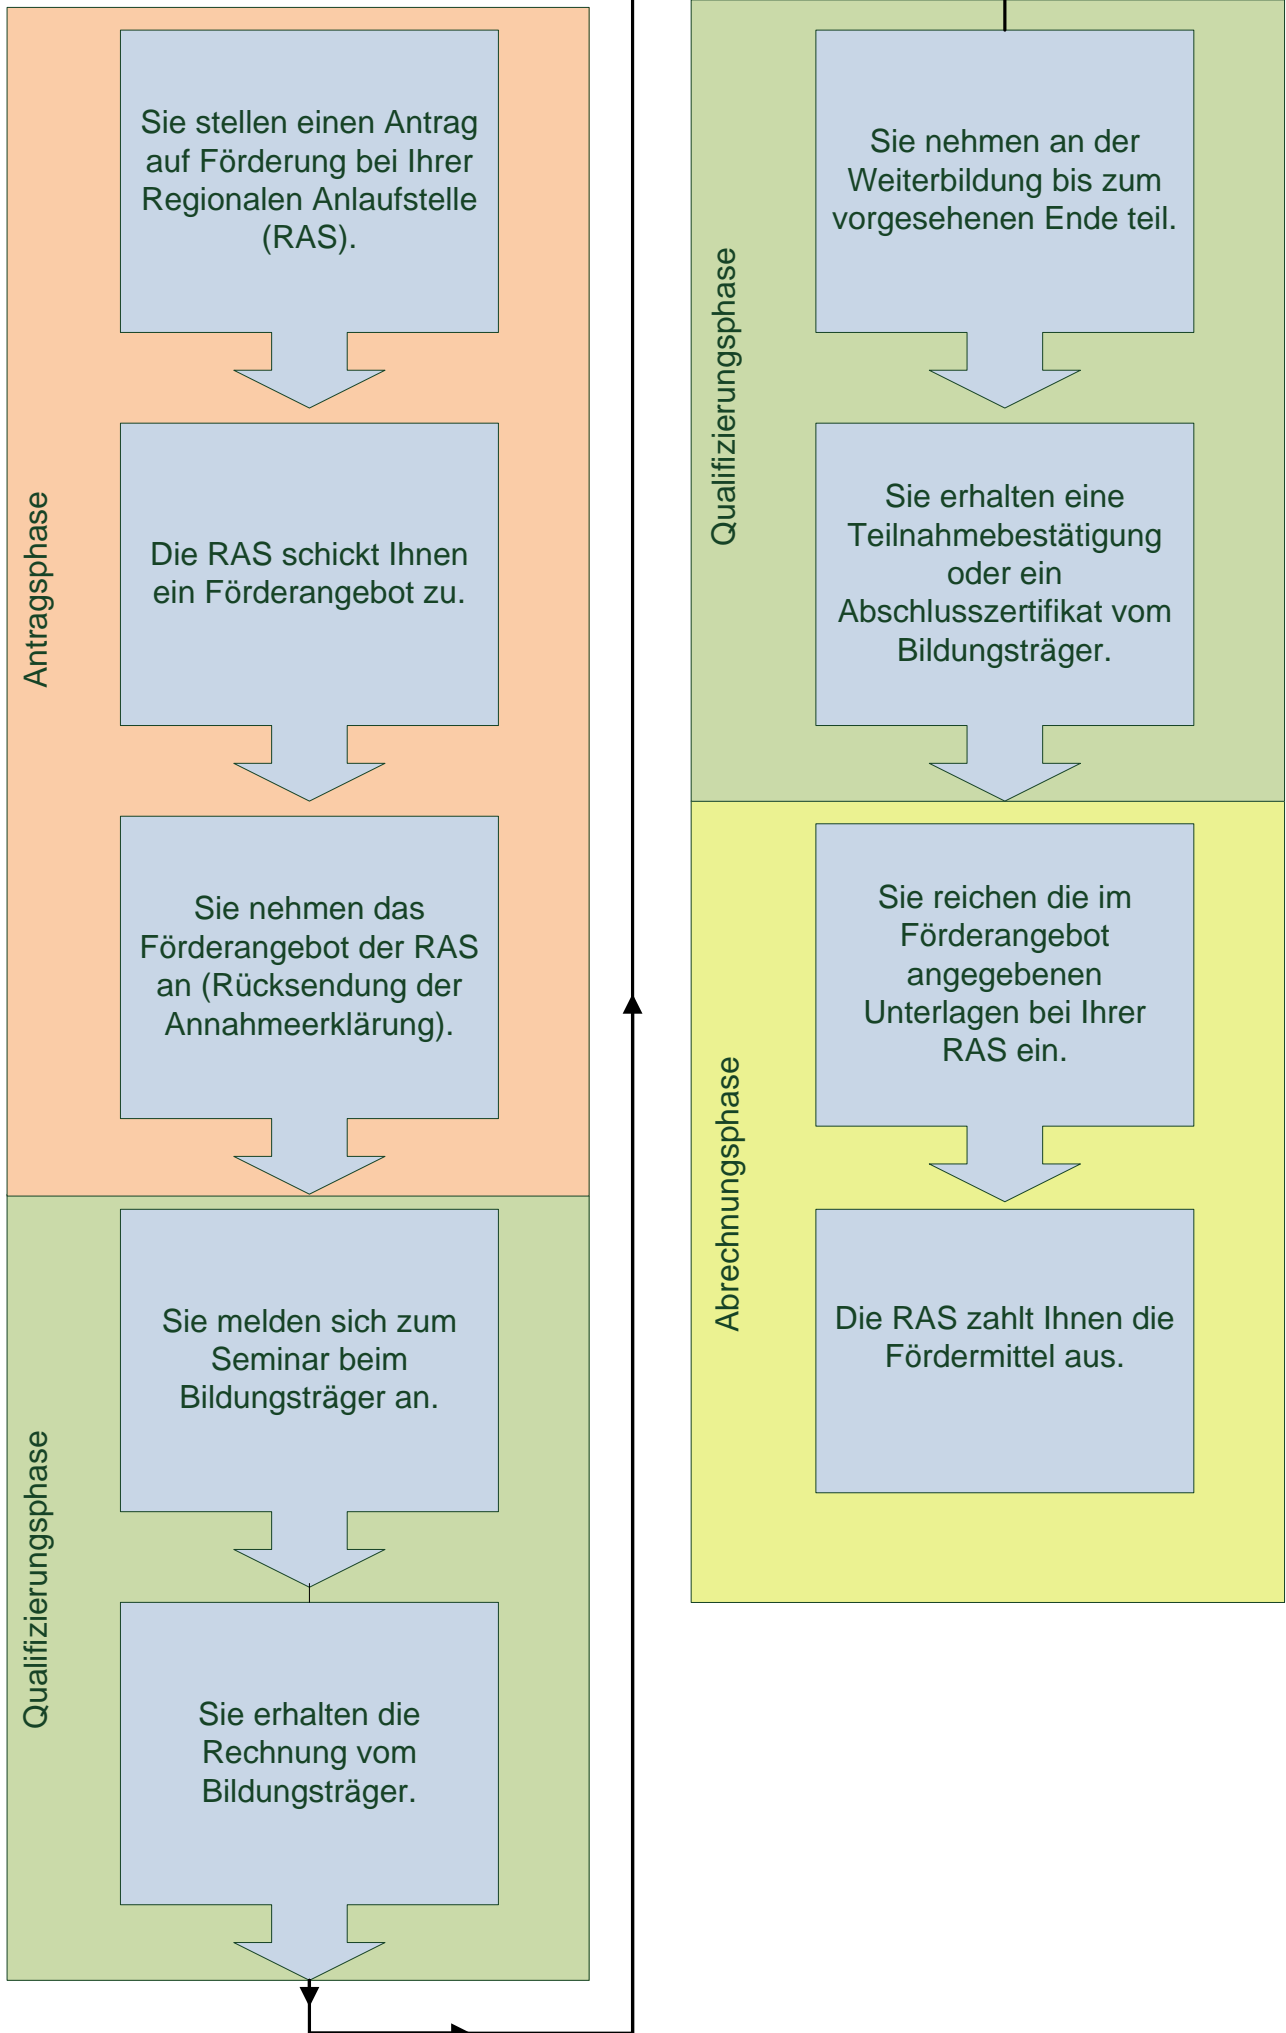 Antragsphase
Sie stellen einen Antrag
auf Förderung bei Ihrer
Regionalen Anlaufstelle
(RAS).
Die RAS schickt Ihnen
ein Förderangebot zu.
Sie nehmen das
Förderangebot der RAS
an (Rücksendung der
Annahmeerklärung).
Qualifizierungsphase
Sie melden sich zum
Seminar beim
Bildungsträger an.
Sie erhalten die
Rechnung vom
Bildungsträger.
Qualifizierungsphase
Sie nehmen an der
Weiterbildung bis zum
vorgesehenen Ende teil.
Sie erhalten eine
Teilnahmebestätigung
oder ein
Abschlusszertifikat vom
Bildungsträger.
Abrechnungsphase
Sie reichen die im
Förderangebot
angegebenen
Unterlagen bei Ihrer
RAS ein.
Die RAS zahlt Ihnen die
Fördermittel aus.